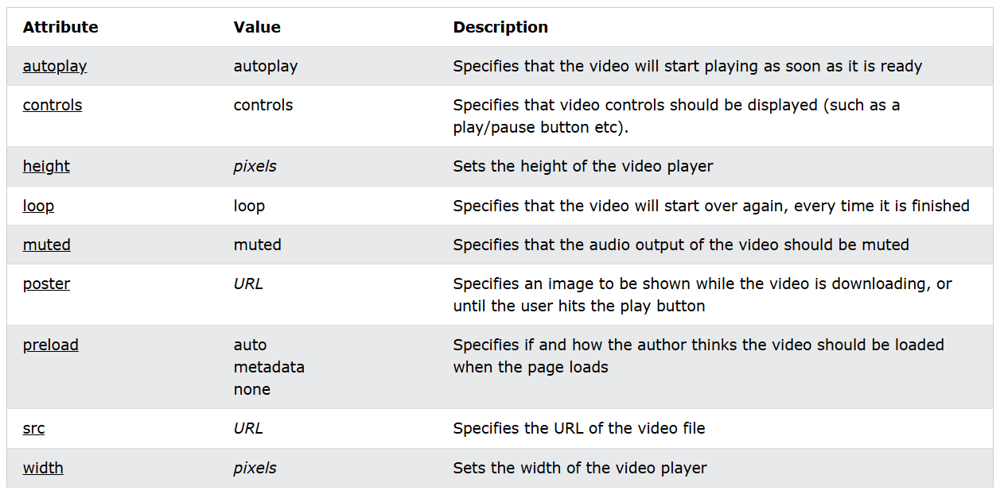 Attribute Value Description
autoplay autoplay Specifies that the video will start playing as soon as it is ready
controls controls Specifies that video controls should be displayed (such as a
play/pause button etc).
height pixels Sets the height of the video player
loop loop Specifies that the video will start over again, every time it is finished
muted muted Specifies that the audio output of the video should be muted
poster URL Specifies an image to be shown while the video is downloading, or
until the user hits the play button
preload auto Specifies if and how the author thinks the video should be loaded
metadata when the page loads
none
src URL Specifies the URL of the video file
width pixels Sets the width of the video player